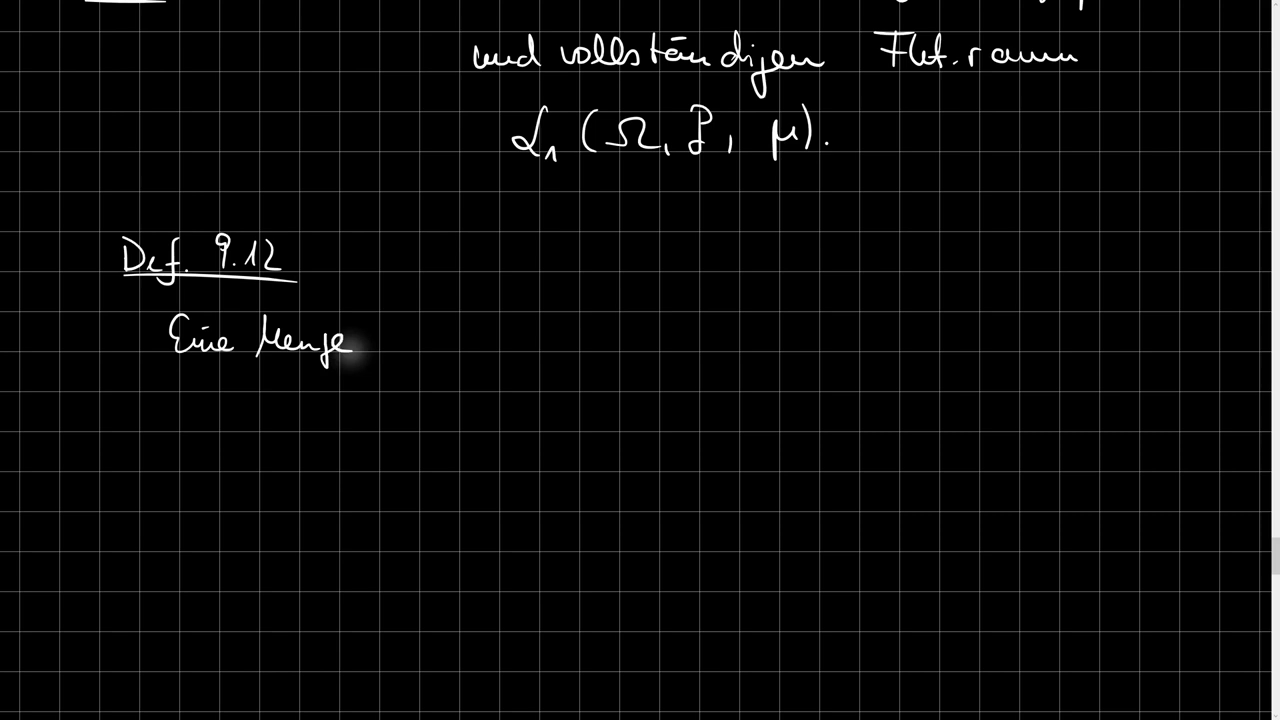 und vollständigen Fkt.raum
ℒ₁ (Ω, 𝒫, μ).
Def. 9.12
Eine Menge